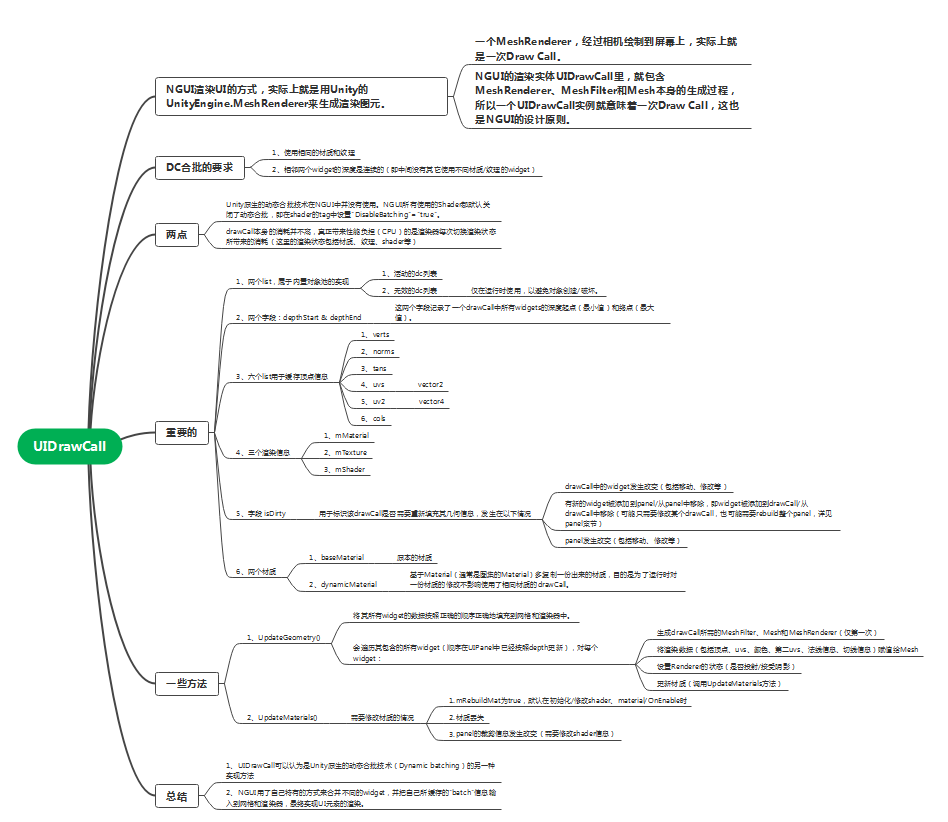 UIDrawCall
NGUI渲染UI的方式，实际上就是用Unity的
UnityEngine.MeshRenderer来生成渲染图元。
一个MeshRenderer，经过相机绘制到屏幕上，实际上就
是一次Draw Call。
NGUI的渲染实体UIDrawCall里，就包含
MeshRenderer、MeshFilter和Mesh本身的生成过程，
所以一个UIDrawCall实例就意味着一次Draw Call，这也
是NGUI的设计原则。
DC合批的要求
1、使用相同的材质和纹理
2、相邻两个widget的深度是连续的（即中间没有其它使用不同材质/纹理的widget）
两点
Unity原生的动态合批技术在NGUI中并没有使用。NGUI所有使用的Shader都默认关
闭了动态合批，即在shader的tag中设置"DisableBatching"="true"。
drawCall本身的消耗并不高，真正带来性能负担（CPU）的是渲染器每次切换渲染状态
所带来的消耗（这里的渲染状态包括材质、纹理、shader等）
重要的
1、两个list，属于内置对象池的实现
1、活动的dc列表
2、无效的dc列表
仅在运行时使用，以避免对象创建/破坏。
2、两个字段：depthStart & depthEnd
这两个字段记录了一个drawCall中所有widgets的深度起点（最小值）和终点（最大
值）。
3、六个list用于缓存顶点信息
1、verts
2、norms
3、tans
4、uvs
vector2
5、uv2
vector4
6、cols
4、三个渲染信息
1、mMaterial
2、mTexture
3、mShader
5、字段 isDirty
用于标识该drawCall是否需要重新填充其几何信息，发生在以下情况
drawCall中的widget发生改变（包括移动、修改等）
有新的widget被添加到panel/从panel中移除，即widget被添加到drawCall/从
drawCall中移除（可能只需要修改某个drawCall，也可能需要rebuild整个panel，详见
panel章节）
panel发生改变（包括移动、修改等）
6、两个材质
1、baseMaterial
原本的材质
2、dynamicMaterial
基于Material（通常是图集的Material）多复制一份出来的材质，目的是为了运行时对
一份材质的修改不影响使用了相同材质的drawCall。
一些方法
1、UpdateGeometry()
将其所有widget的数据按照正确的顺序正确地填充到网格和渲染器中。
会遍历其包含的所有widget（顺序在UIPanel中已经按照depth更新），对每个
widget：
生成drawCall所需的MeshFilter、Mesh和MeshRenderer（仅第一次）
将渲染数据（包括顶点、uvs、颜色、第二uvs、法线信息、切线信息）赋值给Mesh
设置Renderer的状态（是否投射/接受阴影）
更新材质（调用UpdateMaterials方法）
2、UpdateMaterials()
需要修改材质的情况
1. mRebuildMat为true，默认在初始化/修改shader、material/OnEnable时
2.材质丢失
3. panel的裁剪信息发生改变（需要修改shader信息）
总结
1、UIDrawCall可以认为是Unity原生的动态合批技术（Dynamic batching）的另一种
实现方法
2、NGUI用了自己特有的方式来合并不同的widget，并把自己所缓存的"batch"信息输
入到网格和渲染器，最终实现UI元素的渲染。